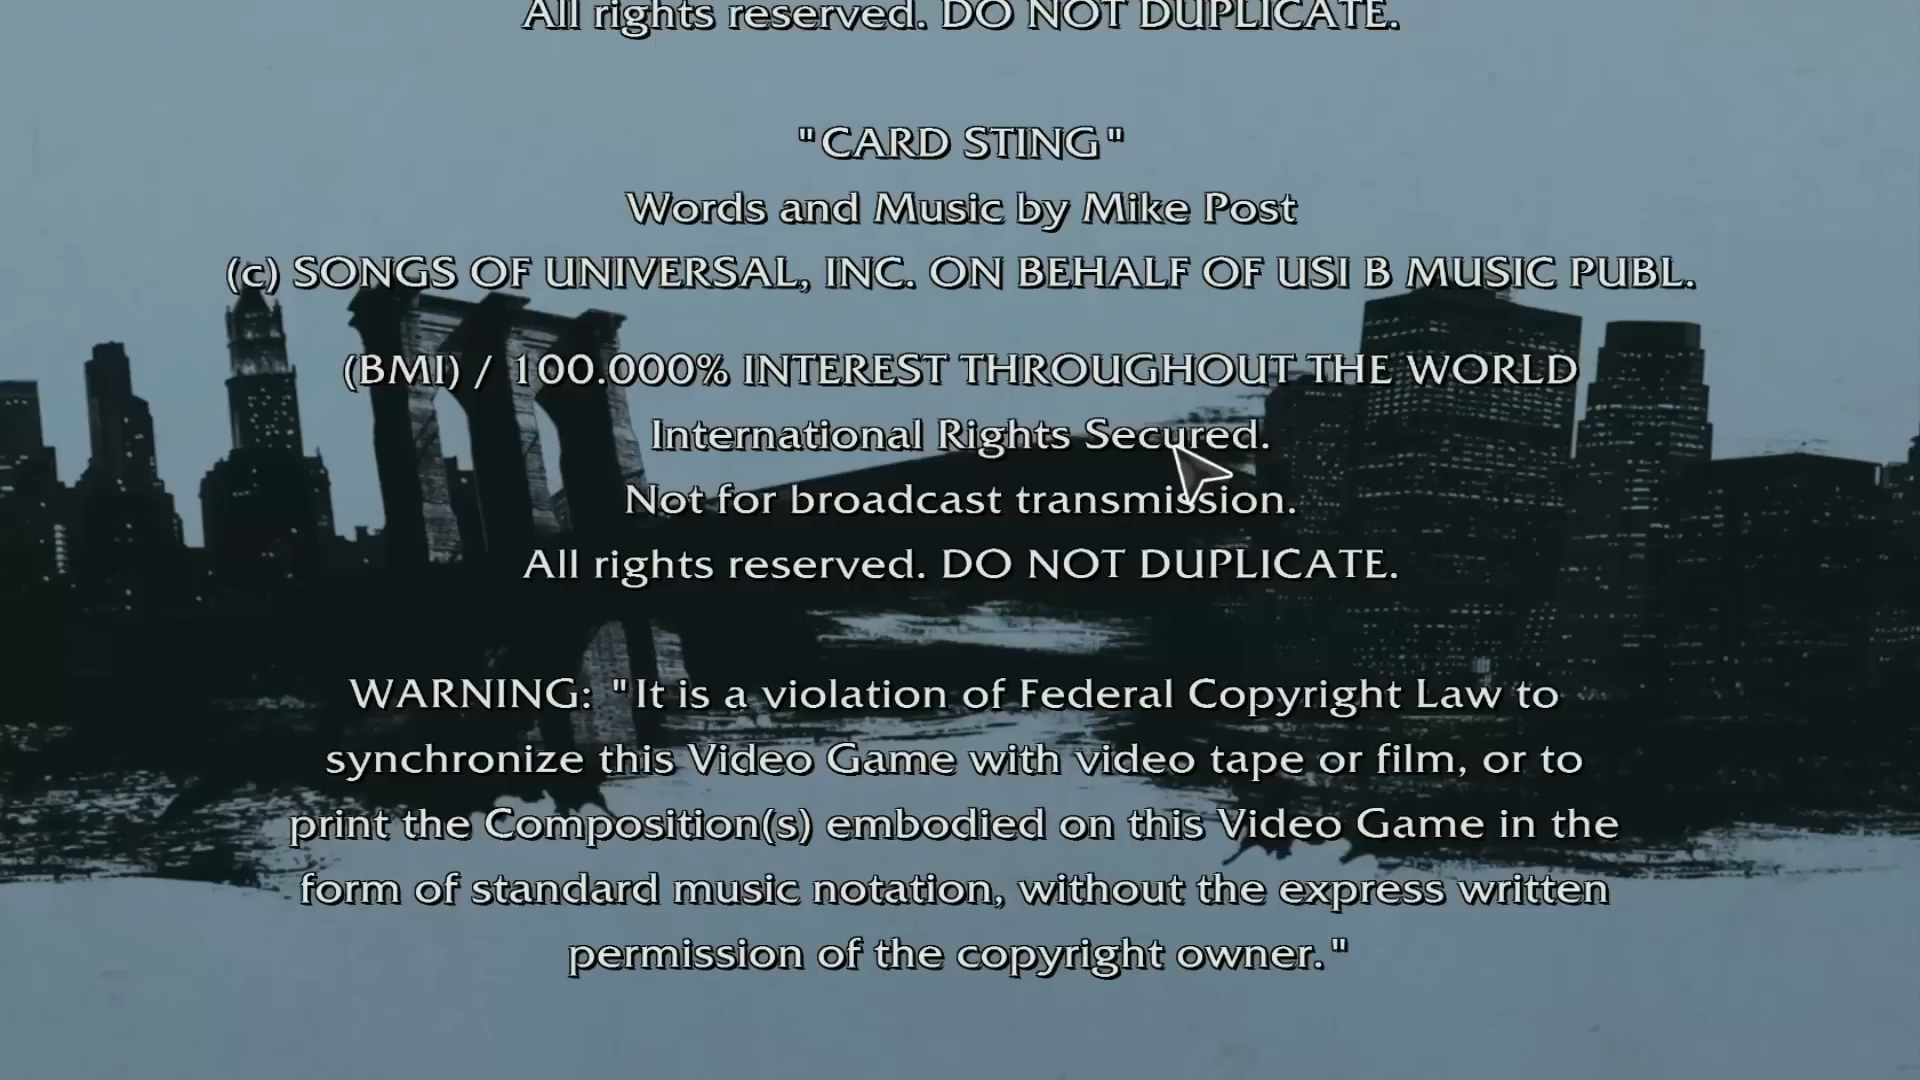 All rights reserved. DO NOT DUPLICATE.
"CARD STING"
Words and Music by Mike Post
(c) SONGS OF UNIVERSAL, INC. ON BEHALF OF USI B MUSIC PUBL.
(BMI) / 100.000% INTEREST THROUGHOUT THE WORLD
International Rights Secured.
Not for broadcast transmission.
All rights reserved. DO NOT DUPLICATE.
WARNING: "It is a violation of Federal Copyright Law to
synchronize this Video Game with video tape or film, or to
print the Composition(s) embodied on this Video Game in the
form of standard music notation, without the express written
permission of the copyright owner."